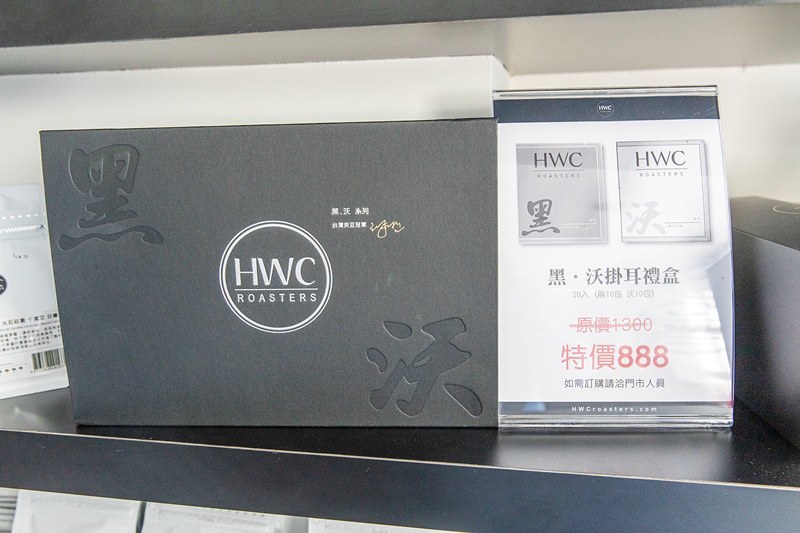 黑
黑.沃 系列
台灣烘豆冠軍
HWC
ROASTERS
沃
HWC
HWC
ROASTERS
黑
HWC
ROASTERS
沃
黑・沃掛耳禮盒
20入 (黑10包 沃10包)
原價1300
特價888
如需訂購請洽門市人員
HWCroasters.com